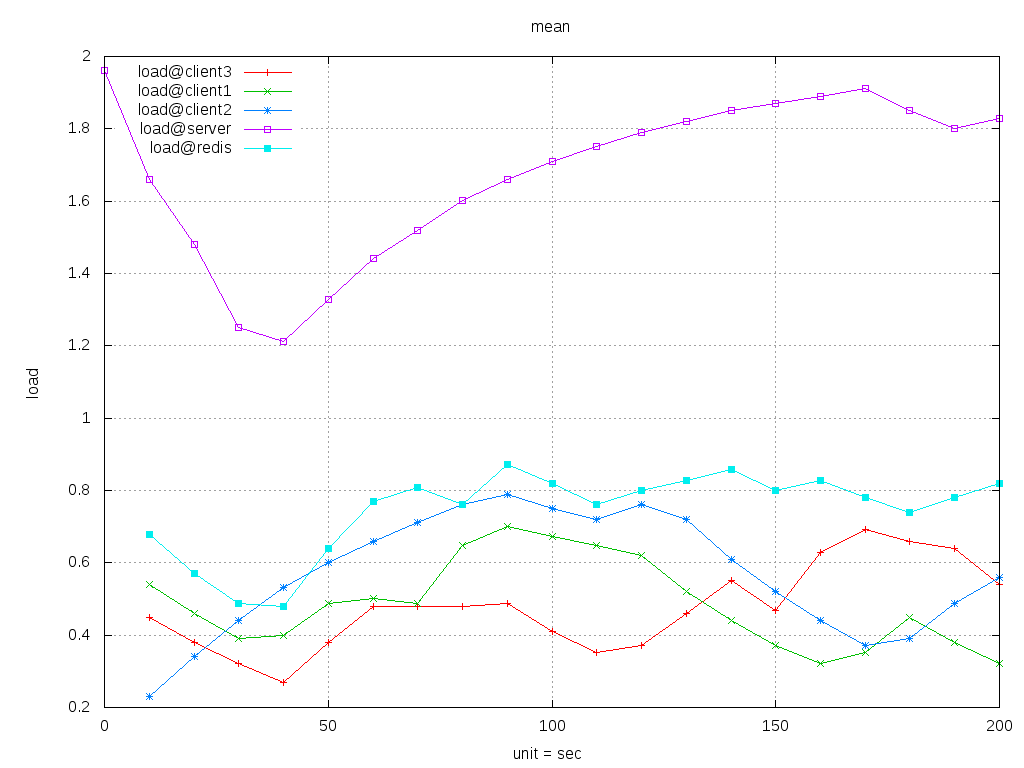 mean
load@client3
load@client1
load@client2
load@server
load@redis
2
1.8
1.6
1.4
1.2
1
0.8
0.6
0.4
0.2
load
0 50 100 150 200
unit = sec